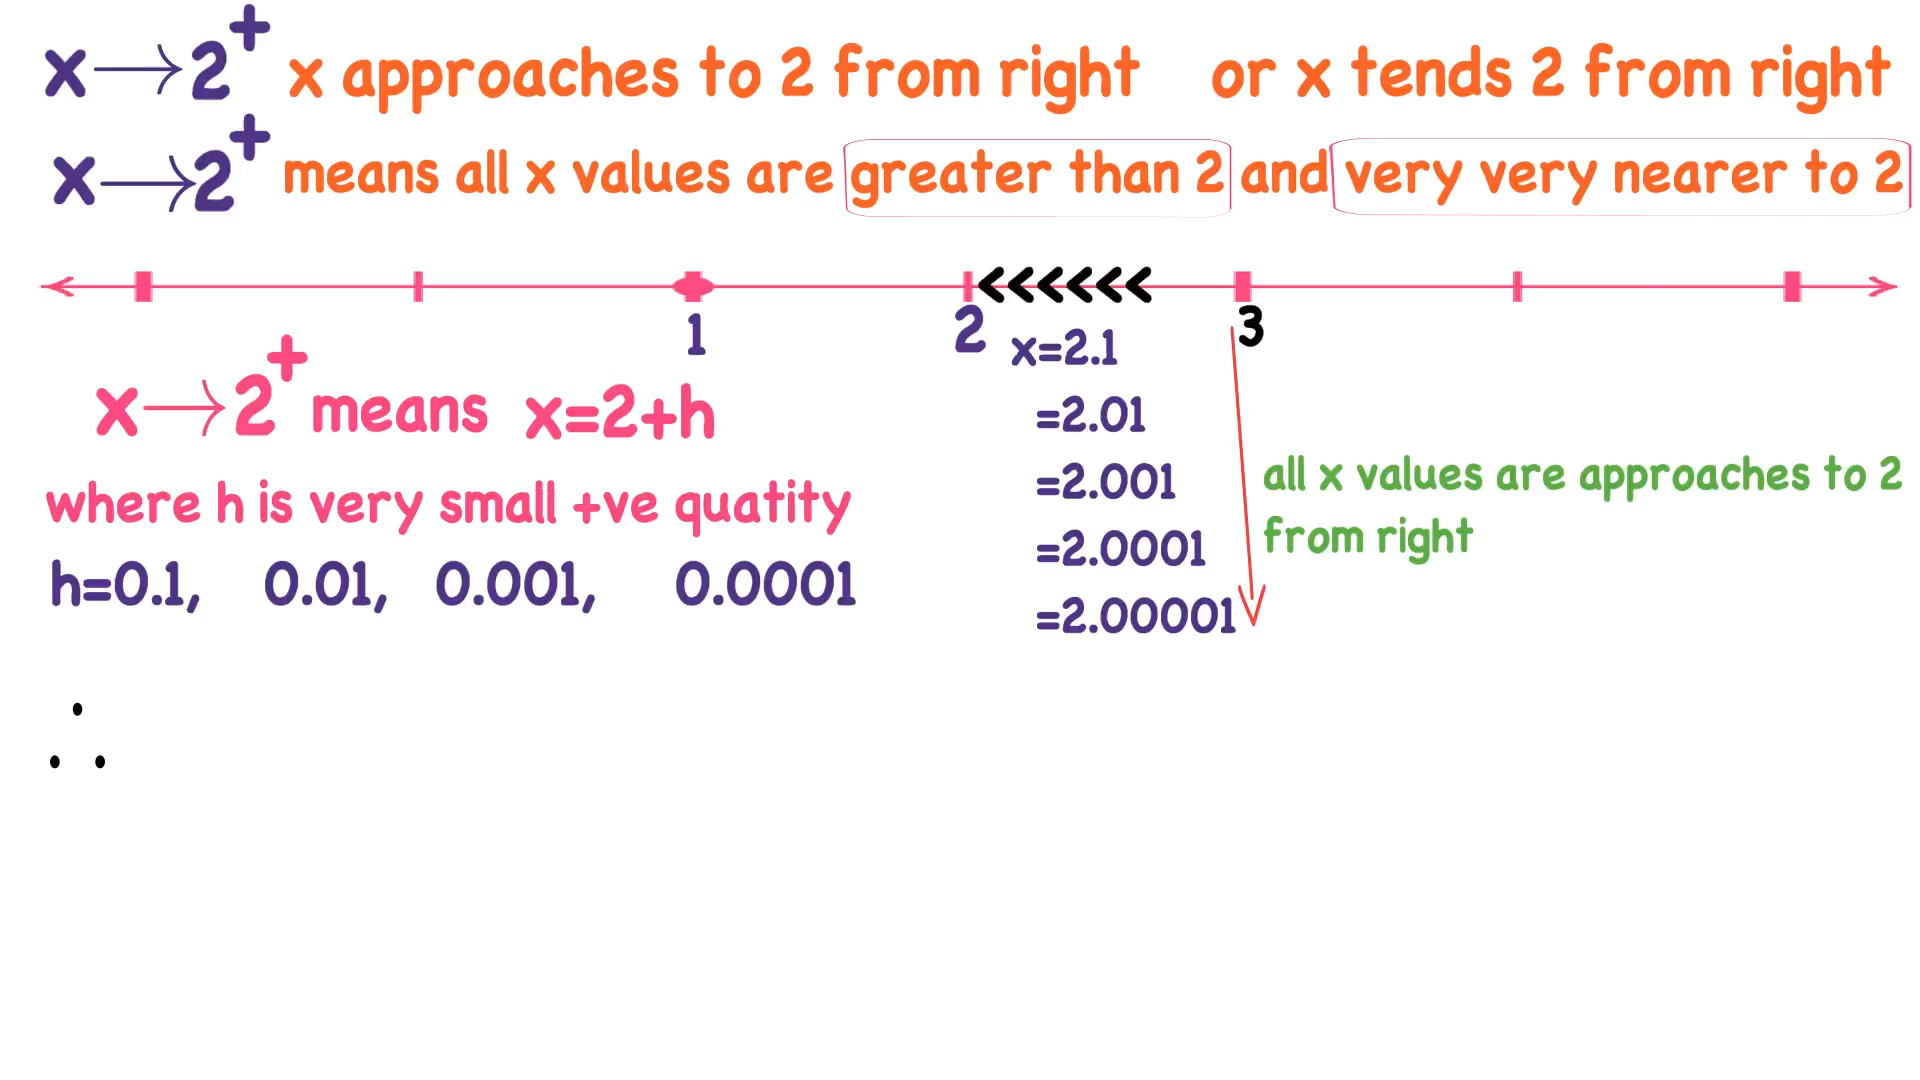 x→2⁺ x approaches to 2 from right or x tends 2 from right
x→2⁺ means all x values are greater than 2 and very very nearer to 2
1 2 3
x→2⁺ means x=2+h
where h is very small +ve quatity
h=0.1, 0.01, 0.001, 0.0001
x=2.1
=2.01
=2.001
=2.0001
=2.00001
all x values are approaches to 2
from right
∴